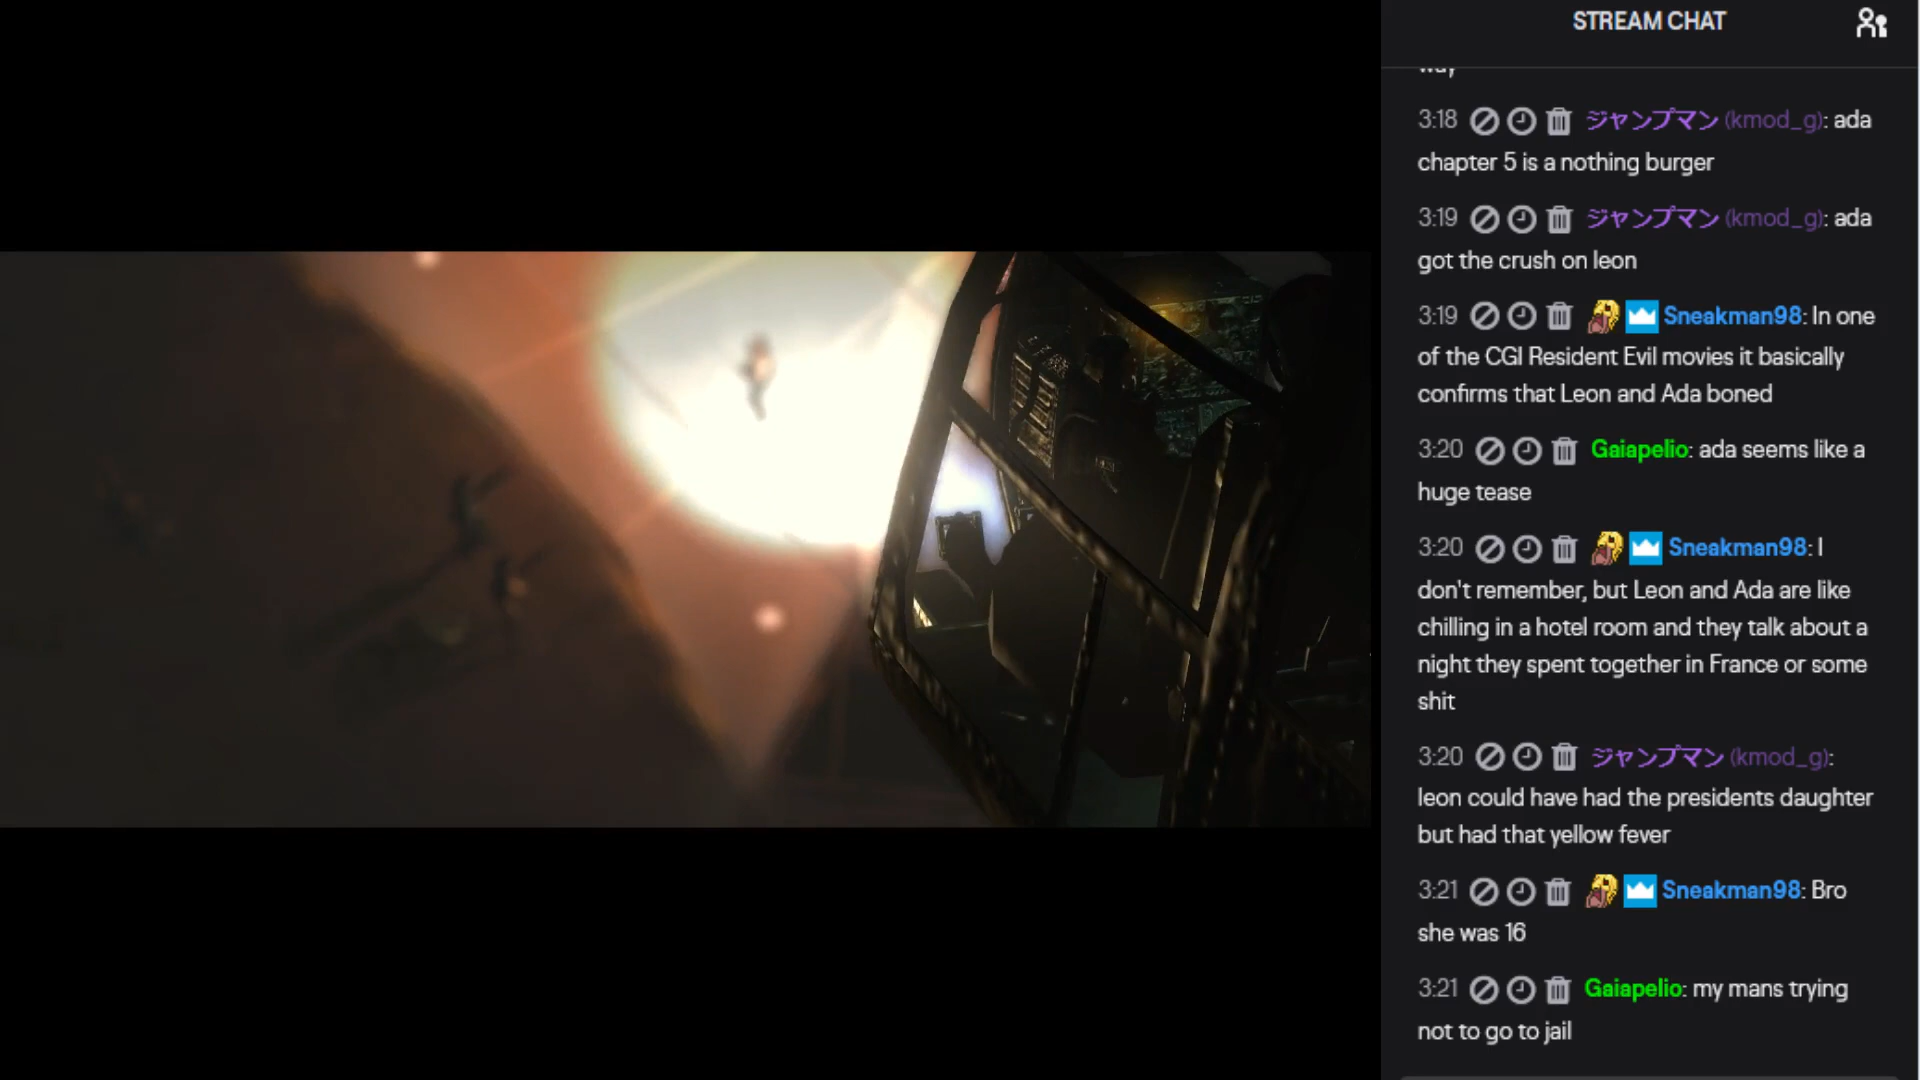 STREAM CHAT
way
3:18 ジャンプマン (kmod_g): ada
chapter 5 is a nothing burger
3:19 ジャンプマン (kmod_g): ada
got the crush on leon
3:19 Sneakman98: In one
of the CGI Resident Evil movies it basically
confirms that Leon and Ada boned
3:20 Gaiapelio: ada seems like a
huge tease
3:20 Sneakman98: I
don't remember, but Leon and Ada are like
chilling in a hotel room and they talk about a
night they spent together in France or some
shit
3:20 ジャンプマン (kmod_g):
leon could have had the presidents daughter
but had that yellow fever
3:21 Sneakman98: Bro
she was 16
3:21 Gaiapelio: my mans trying
not to go to jail